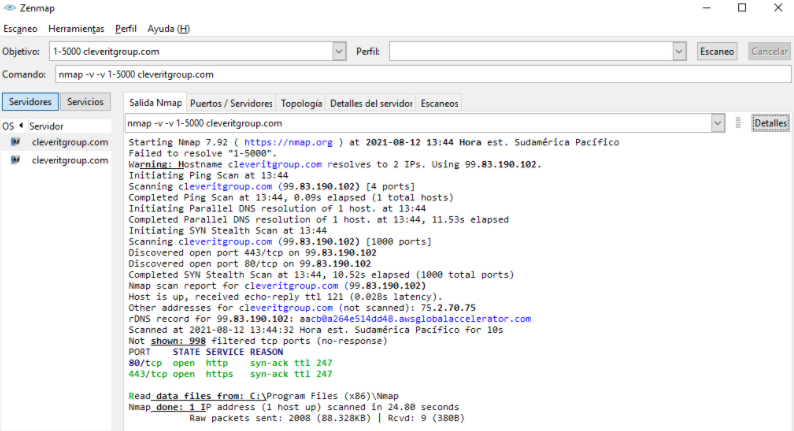 Zenmap
Escaneo Herramientas Perfil Ayuda (H)
Objetivo: 1-5000 cleveritgroup.com Perfil: Escaneo Cancelar
Comando: nmap -v -v 1-5000 cleveritgroup.com
Servidores Servicios Salida Nmap Puertos / Servidores Topología Detalles del servidor Escaneos
OS Servidor nmap -v -v 1-5000 cleveritgroup.com Detalles
cleveritgroup.com
cleveritgroup.com
Starting Nmap 7.92 ( https://nmap.org ) at 2021-08-12 13:44 Hora est. Sudamérica Pacífico
Failed to resolve "1-5000".
Warning: Hostname cleveritgroup.com resolves to 2 IPs. Using 99.83.190.102.
Initiating Ping Scan at 13:44
Scanning cleveritgroup.com (99.83.190.102) [4 ports]
Completed Ping Scan at 13:44, 0.09s elapsed (1 total hosts)
Initiating Parallel DNS resolution of 1 host. at 13:44
Completed Parallel DNS resolution of 1 host. at 13:44, 11.53s elapsed
Initiating SYN Stealth Scan at 13:44
Scanning cleveritgroup.com (99.83.190.102) [1000 ports]
Discovered open port 443/tcp on 99.83.190.102
Discovered open port 80/tcp on 99.83.190.102
Completed SYN Stealth Scan at 13:44, 10.52s elapsed (1000 total ports)
Nmap scan report for cleveritgroup.com (99.83.190.102)
Host is up, received echo-reply ttl 121 (0.028s latency).
Other addresses for cleveritgroup.com (not scanned): 75.2.70.75
rDNS record for 99.83.190.102: aacb0a264e514dd48.awsglobalaccelerator.com
Scanned at 2021-08-12 13:44:32 Hora est. Sudamérica Pacífico for 10s
Not shown: 998 filtered tcp ports (no-response)
PORT STATE SERVICE REASON
80/tcp open http syn-ack ttl 247
443/tcp open https syn-ack ttl 247
Read data files from: C:\Program Files (x86)\Nmap
Nmap done: 1 IP address (1 host up) scanned in 24.80 seconds
Raw packets sent: 2008 (88.328KB) | Rcvd: 9 (380B)